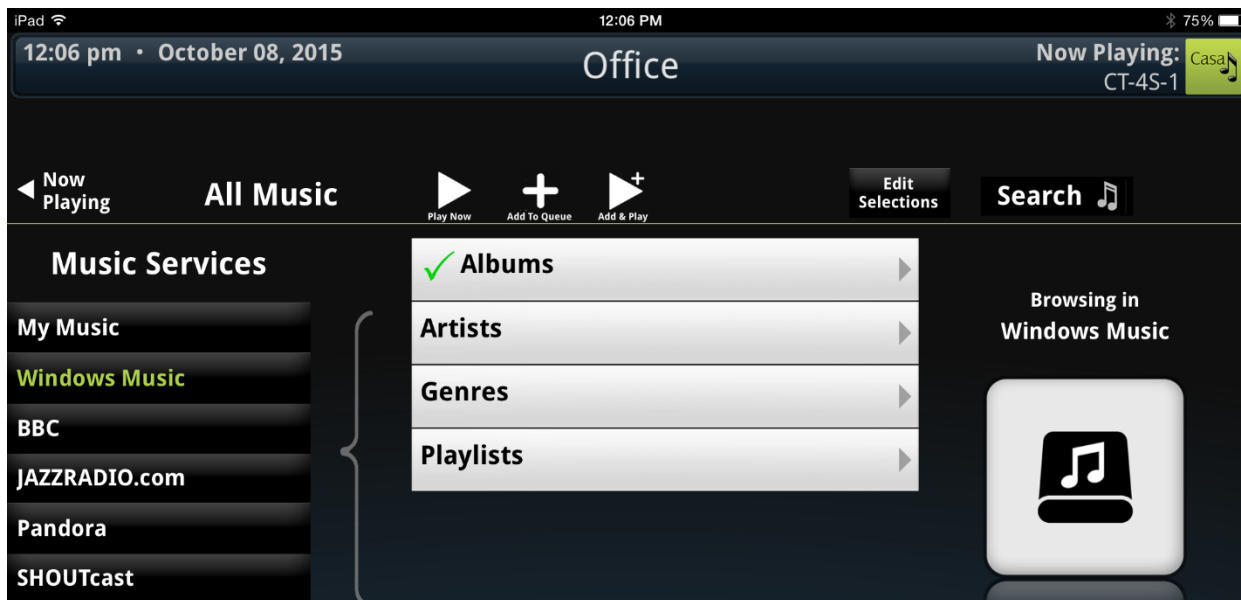 iPad 12:06 PM 75%
12:06 pm · October 08, 2015
Office
Now Playing:
CT-4S-1
Casa
Now
Playing
All Music
Play Now
Add To Queue
Add & Play
Edit
Selections
Search
Music Services
My Music
Windows Music
BBC
JAZZRADIO.com
Pandora
SHOUTcast
Albums
Artists
Genres
Playlists
Browsing in
Windows Music